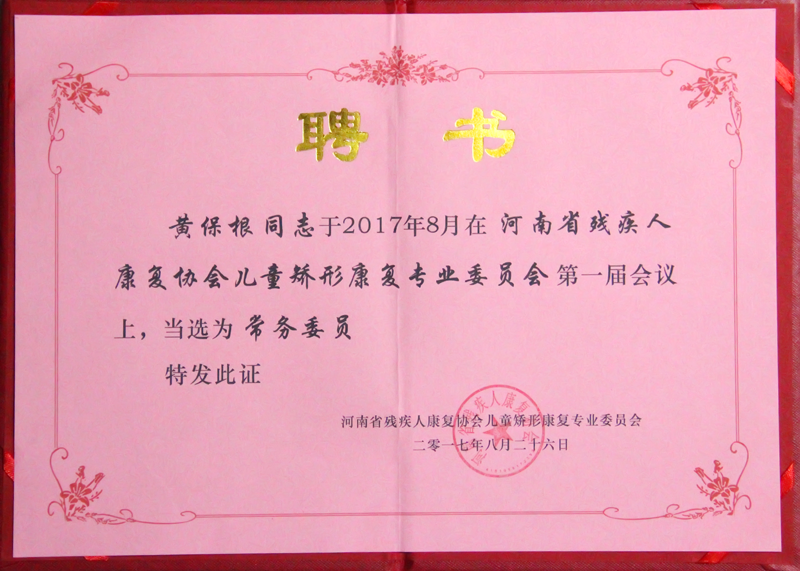 聘 书
黄保根同志于2017年8月在 河南省残疾人
康复协会儿童矫形康复专业委员会 第一届会议
上，当选为 常务委员
特发此证
河南省残疾人康复协会儿童矫形康复专业委员会
二零一七年八月二十六日